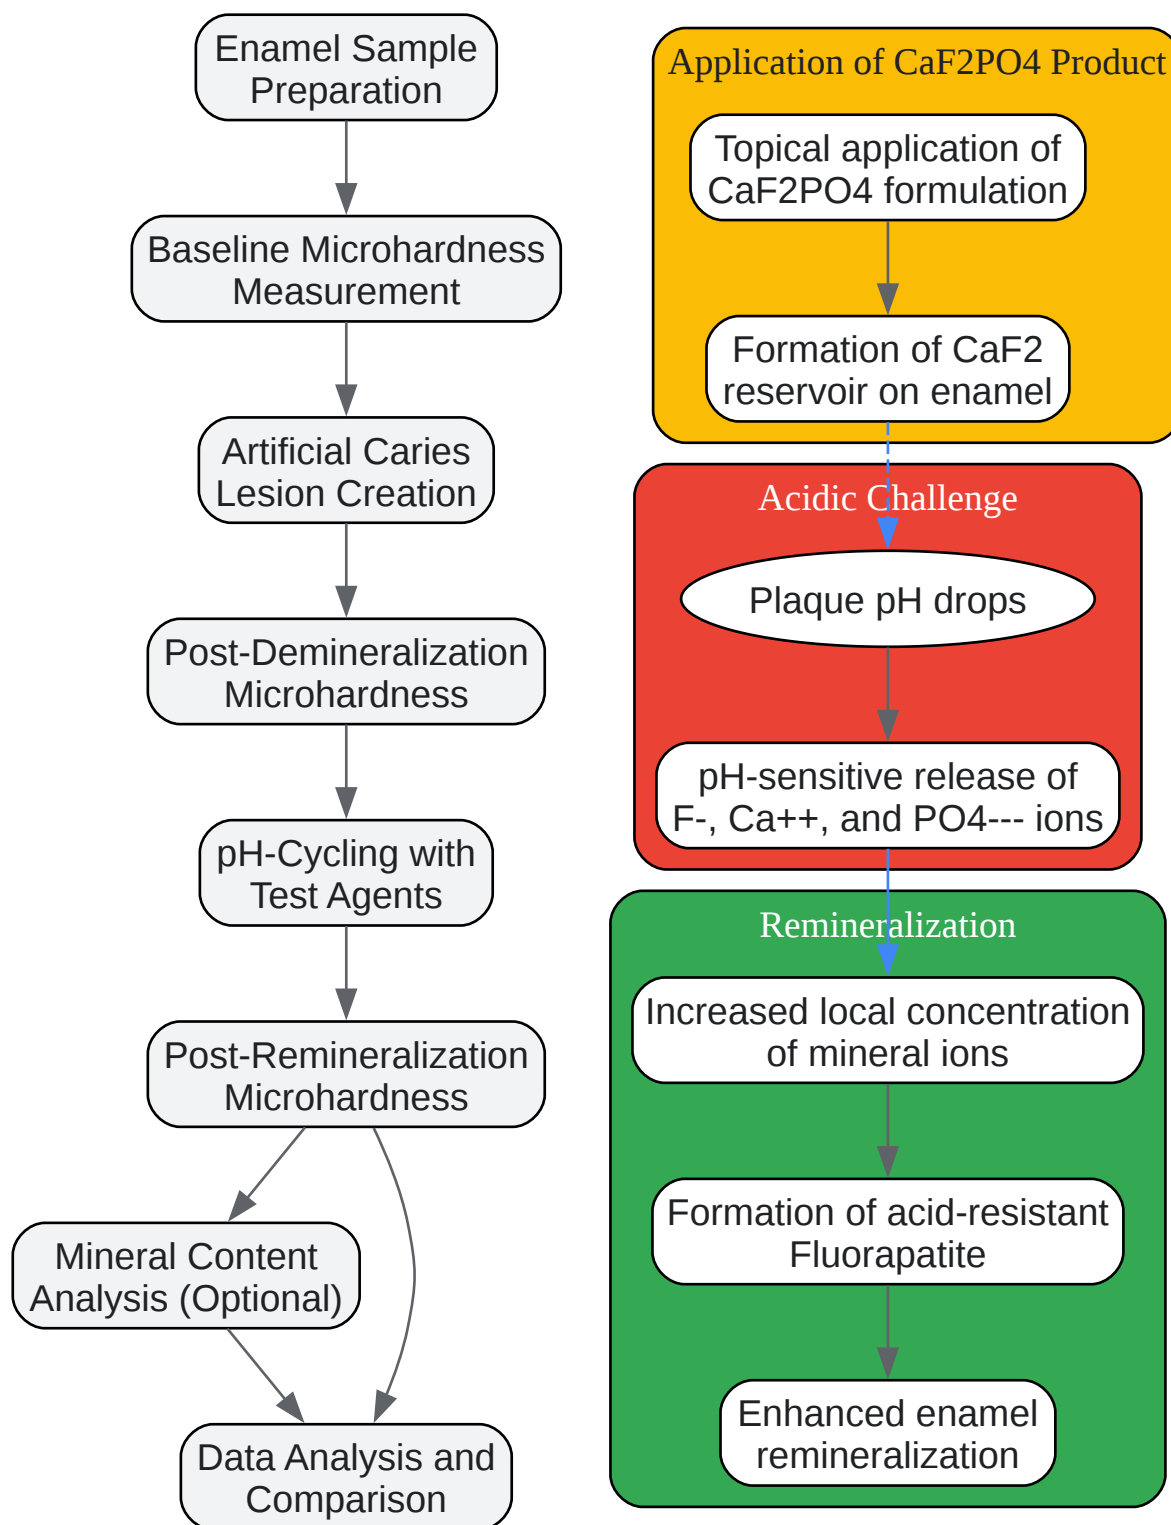 Enamel Sample
Preparation
Baseline Microhardness
Measurement
Artificial Caries
Lesion Creation
Post-Demineralization
Microhardness
pH-Cycling with
Test Agents
Post-Remineralization
Microhardness
Mineral Content
Analysis (Optional)
Data Analysis and
Comparison
Application of CaF2PO4 Product
Topical application of
CaF2PO4 formulation
Formation of CaF2
reservoir on enamel
Acidic Challenge
Plaque pH drops
pH-sensitive release of
F-, Ca++, and PO4--- ions
Remineralization
Increased local concentration
of mineral ions
Formation of acid-resistant
Fluorapatite
Enhanced enamel
remineralization